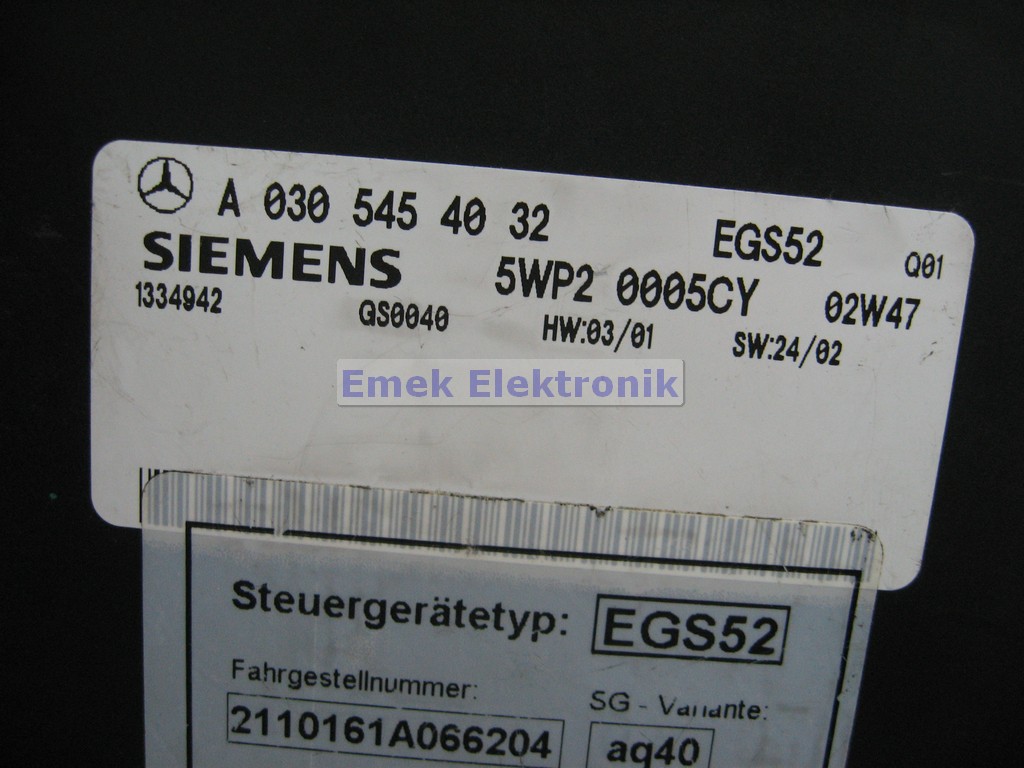 A 030 545 40 32 EGS52 Q01
SIEMENS 5WP2 0005CY 02W47
1334942 GS0040 HW:03/01 SW:24/02
Emek Elektronik
Steuergerätetyp: EGS52
Fahrgestellnummer: SG - Variante:
2110161A066204 aq40